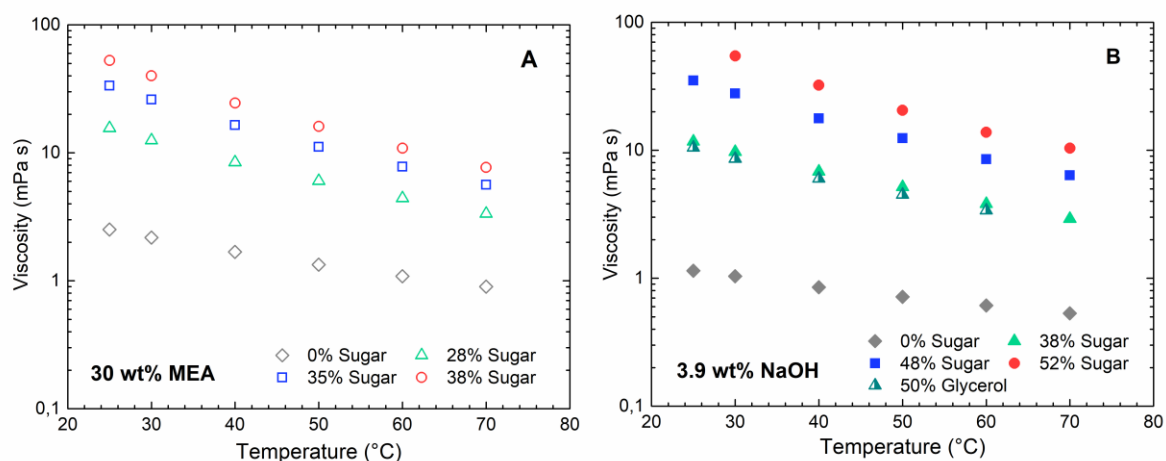 100
10
1
0,1
Viscosity (mPa s)
A
0% Sugar
28% Sugar
35% Sugar
38% Sugar
30 wt% MEA
20 30 40 50 60 70 80
Temperature (°C)
100
10
1
0,1
Viscosity (mPa s)
B
0% Sugar
38% Sugar
48% Sugar
52% Sugar
50% Glycerol
3.9 wt% NaOH
20 30 40 50 60 70 80
Temperature (°C)